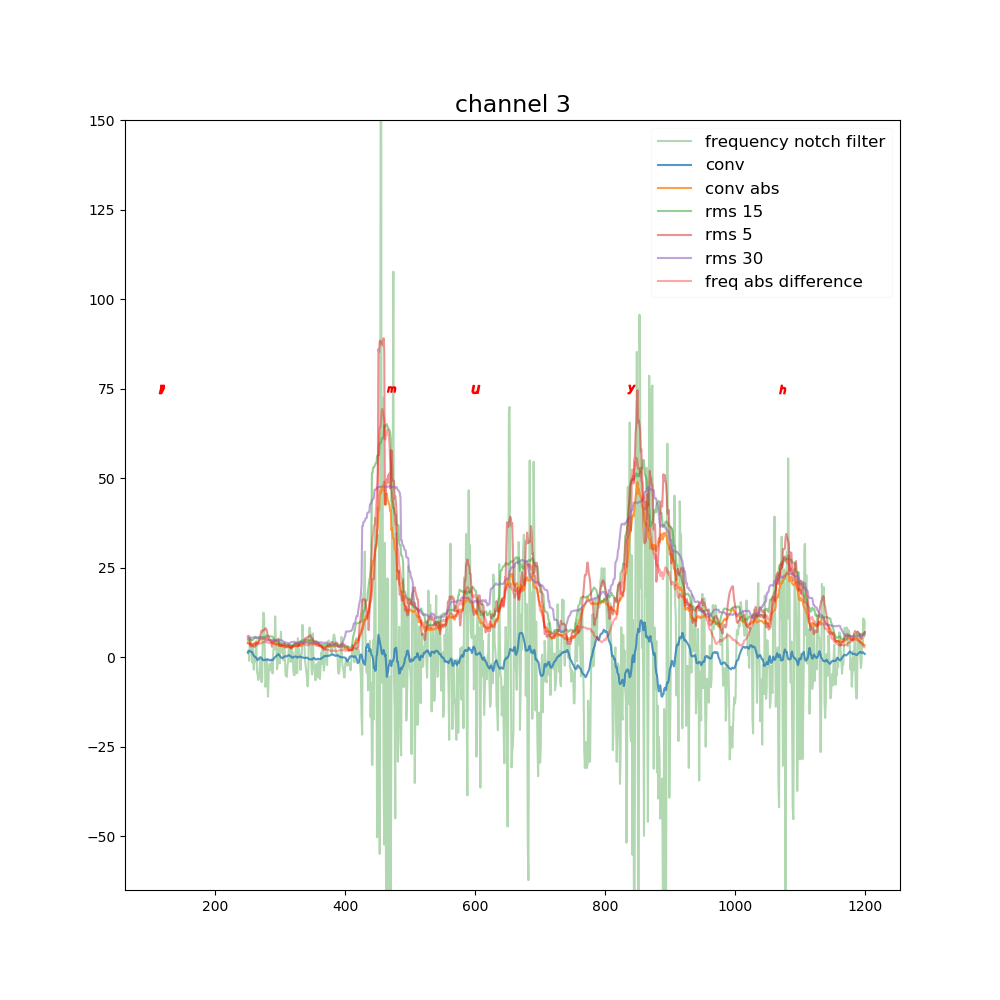 channel 3
150
125
100
75
50
25
0
−25
−50
frequency notch filter
conv
conv abs
rms 15
rms 5
rms 30
freq abs difference
, m u y h
200 400 600 800 1000 1200